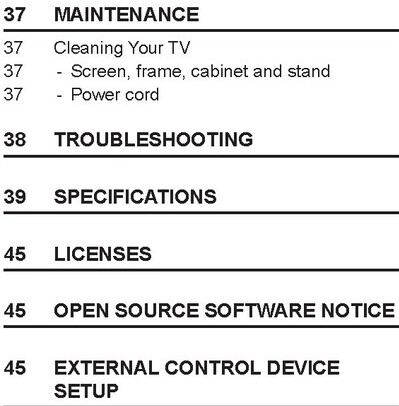 37 MAINTENANCE
37 Cleaning Your TV
37 - Screen, frame, cabinet and stand
37 - Power cord
38 TROUBLESHOOTING
39 SPECIFICATIONS
45 LICENSES
45 OPEN SOURCE SOFTWARE NOTICE
45 EXTERNAL CONTROL DEVICE
SETUP